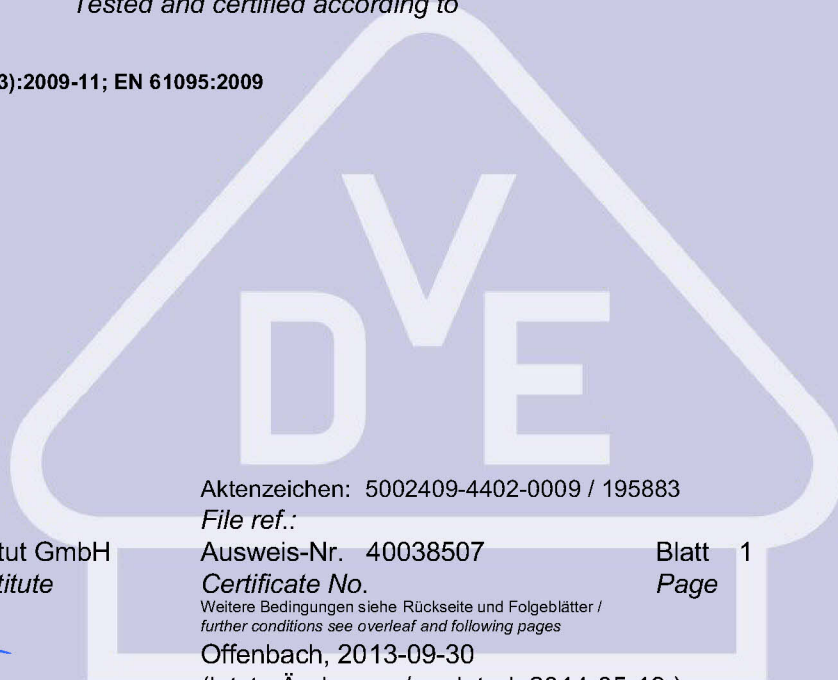 Tested and certified according to
3):2009-11; EN 61095:2009
VDE
Aktenzeichen: 5002409-4402-0009 / 195883
File ref.:
tut GmbH Ausweis-Nr. 40038507 Blatt 1
titute Certificate No. Page
Weitere Bedingungen siehe Rückseite und Folgeblätter /
further conditions see overleaf and following pages
Offenbach, 2013-09-30